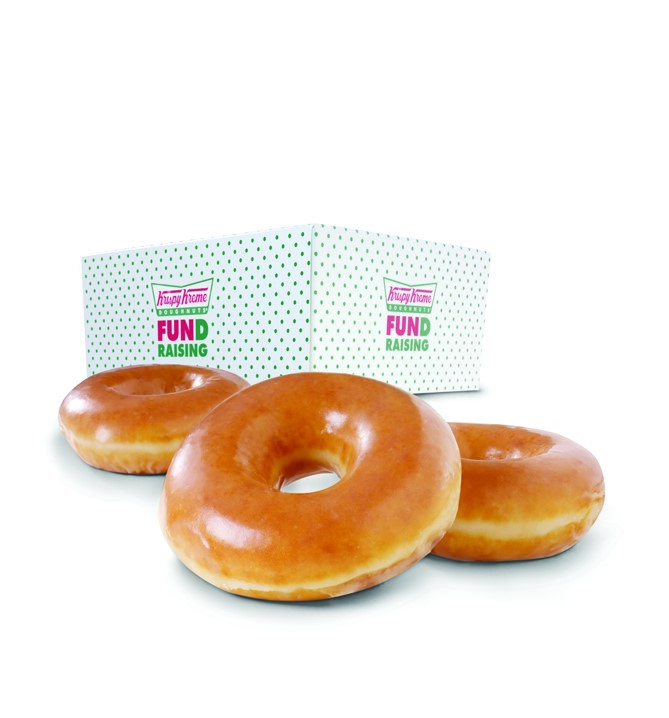 Krispy Kreme
DOUGHNUTS
FUND
RAISING
Krispy Kreme
DOUGHNUTS
FUND
RAISING